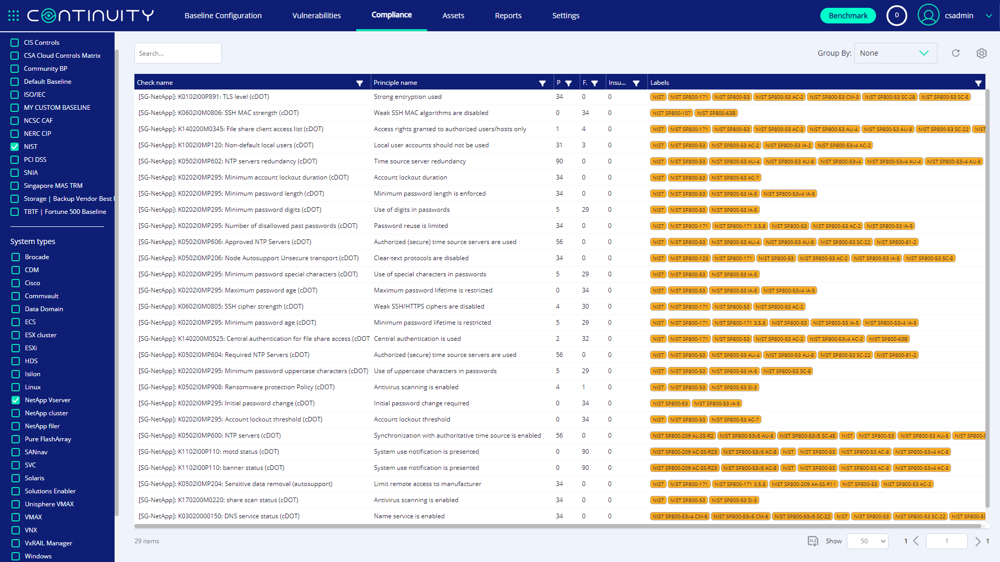 CONTINUITY
Baseline Configuration
Vulnerabilities
Compliance
Assets
Reports
Settings
Benchmark
0
csadmin
CIS Controls
CSA Cloud Controls Matrix
Community BP
Default Baseline
ISO/IEC
MY CUSTOM BASELINE
NCSC CAF
NERC CIP
NIST
PCI DSS
SNIA
Singapore MAS TRM
Storage | Backup Vendor Best
TBTF | Fortune 500 Baseline
System types
Brocade
CDM
Cisco
Commvault
Data Domain
ECS
ESX cluster
ESXi
HDS
Isilon
Linux
NetApp Vserver
NetApp cluster
NetApp filer
Pure FlashArray
SANnav
SVC
Solaris
Solutions Enabler
Unisphere VMAX
VMAX
VNX
VxRAIL Manager
Windows
Search...
Group By: None
Check name Principle name P F. Insu... Labels
[SG-NetApp]: K0102I00P891: TLS level (cDOT) Strong encryption used 34 0 0 NIST NIST SP800-171 NIST SP800-53 NIST SP800-53 AC-2 NIST SP800-53 CM-3 NIST SP800-53 SC-28 NIST SP800-53 SC-8
[SG-NetApp]: K0602I0M0806: SSH MAC strength (cDOT) Weak SSH MAC algorithms are disabled 0 34 0 NIST SP800-107 NIST SP800-63B
[SG-NetApp]: K140200M0345: File share client access list (cDOT) Access rights granted to authorized users/hosts only 1 4 0 NIST NIST SP800-171 NIST SP800-53 NIST SP800-53 AC-2 NIST SP800-53 AU-4 NIST SP800-53 AU-8 NIST SP800-53 SC-22 NIST
[SG-NetApp]: K1002I0MP120: Non-default local users (cDOT) Local user accounts should not be used 31 3 0 NIST NIST SP800-53 NIST SP800-53 AC-2 NIST SP800-53 IA-2 NIST SP800-53v4 AC-2
[SG-NetApp]: K0502I0MP602: NTP servers redundancy (cDOT) Time source server redundancy 90 0 0 NIST NIST SP800-53 NIST SP800-53 AU-4 NIST SP800-53 AU-8 NIST SP800-53v4 NIST SP800-53v4 AU-4 NIST SP800-53v4 AU-8
[SG-NetApp]: K0202I0MP295: Minimum account lockout duration (cDOT) Account lockout duration 34 0 0 NIST NIST SP800-53 NIST SP800-53 AC-7
[SG-NetApp]: K0202I0MP295: Minimum password length (cDOT) Minimum password length is enforced 34 0 0 NIST NIST SP800-53 NIST SP800-53 IA-5 NIST SP800-53v4 IA-5
[SG-NetApp]: K0202I0MP295: Minimum password digits (cDOT) Use of digits in passwords 5 29 0 NIST NIST SP800-53 NIST SP800-53 IA-5
[SG-NetApp]: K0202I0MP295: Number of disallowed past passwords (cDOT) Password reuse is limited 34 0 0 NIST NIST SP800-171 NIST SP800-171 3.5.8 NIST SP800-53 NIST SP800-53 AC-2 NIST SP800-53 IA-5
[SG-NetApp]: K0502I0MP606: Approved NTP Servers (cDOT) Authorized (secure) time source servers are used 56 0 0 NIST NIST SP800-53 NIST SP800-53 AU-4 NIST SP800-53 AU-8 NIST SP800-53 SC-22 NIST SP800-81-2
[SG-NetApp]: K0502I0MP206: Node Autosupport Unsecure transport (cDOT) Clear-text protocols are disabled 34 0 0 NIST NIST SP800-123 NIST SP800-171 NIST SP800-53 NIST SP800-53 AC-2 NIST SP800-53 IA-5 NIST SP800-53 SC-8
[SG-NetApp]: K0202I0MP295: Minimum password special characters (cDOT) Use of special characters in passwords 5 29 0 NIST NIST SP800-53 NIST SP800-53 IA-5
[SG-NetApp]: K0202I0MP295: Maximum password age (cDOT) Maximum password lifetime is restricted 0 34 0 NIST NIST SP800-53 NIST SP800-53 IA-5 NIST SP800-53v4 IA-5
[SG-NetApp]: K0602I0M0805: SSH cipher strength (cDOT) Weak SSH/HTTPS ciphers are disabled 4 30 0 NIST NIST SP800-171 NIST SP800-53 NIST SP800-53 AC-2
[SG-NetApp]: K0202I0MP295: Minimum password age (cDOT) Minimum password lifetime is restricted 5 29 0 NIST NIST SP800-171 NIST SP800-171 3.5.8 NIST SP800-53 NIST SP800-53 IA-5 NIST SP800-53v4 IA-5
[SG-NetApp]: K140200M0525: Central authentication for file share access (cDOT Central authentication is used 2 32 0 NIST NIST SP800-171 NIST SP800-53 NIST SP800-53 AC-2 NIST SP800-53v4 AC-2 NIST SP800-63B
[SG-NetApp]: K0502I0MP604: Required NTP Servers (cDOT) Authorized (secure) time source servers are used 56 0 0 NIST NIST SP800-53 NIST SP800-53 AU-4 NIST SP800-53 AU-8 NIST SP800-53 SC-22 NIST SP800-81-2
[SG-NetApp]: K0202I0MP295: Minimum password uppercase characters (cDOT) Use of uppercase characters in passwords 5 29 0 NIST NIST SP800-53 NIST SP800-53 IA-5 NIST SP800-53 SC-8
[SG-NetApp]: K0502I0MP908: Ransomware protection Policy (cDOT) Antivirus scanning is enabled 4 1 0 NIST NIST SP800-53 NIST SP800-53 SI-3
[SG-NetApp]: K0202I0MP295: Initial password change (cDOT) Initial password change required 0 34 0 NIST SP800-53 NIST SP800-53 IA-5
[SG-NetApp]: K0202I0MP295: Account lockout threshold (cDOT) Account lockout threshold 0 34 0 NIST NIST SP800-53 NIST SP800-53 AC-7
[SG-NetApp]: K0502I0MP600: NTP servers (cDOT) Synchronization with authoritative time source is enabled 56 0 0 NIST SP800-209 AL-SS-R2 NIST SP800-53v5 AU-8 NIST SP800-53v5 SC-45 NIST NIST SP800-53 NIST SP800-53 AU-8 NIST SP800-5
[SG-NetApp]: K1102I00P110: motd status (cDOT) System use notification is presented 0 90 0 NIST SP800-209 AC-SS-R23 NIST SP800-53v5 AC-8 NIST NIST SP800-53 NIST SP800-53 AC-8 NIST SP800-53v4 AC-8
[SG-NetApp]: K1102I00P110: banner status (cDOT) System use notification is presented 0 90 0 NIST SP800-209 AC-SS-R23 NIST SP800-53v5 AC-8 NIST NIST SP800-53 NIST SP800-53 AC-8 NIST SP800-53v4 AC-8
[SG-NetApp]: K0502I0MP204: Sensitive data removal (autosupport) Limit remote access to manufacturer 34 0 0 NIST NIST SP800-171 NIST SP800-171 3.5.8 NIST SP800-209 AA-SS-R11 NIST SP800-53 NIST SP800-53 AC-2
[SG-NetApp]: K170200M0220: share scan status (cDOT) Antivirus scanning is enabled 34 0 0 NIST NIST SP800-53 NIST SP800-53 SI-3
[SG-NetApp]: K03020000150: DNS service status (cDOT) Name service is enabled 34 0 0 NIST SP800-53v4 CM-6 NIST SP800-53v5 CM-6 NIST SP800-53v5 SC-22 NIST NIST SP800-53 NIST SP800-53 SC-22 NIST SP800-53
29 items
XLS Show 50 1 1 1